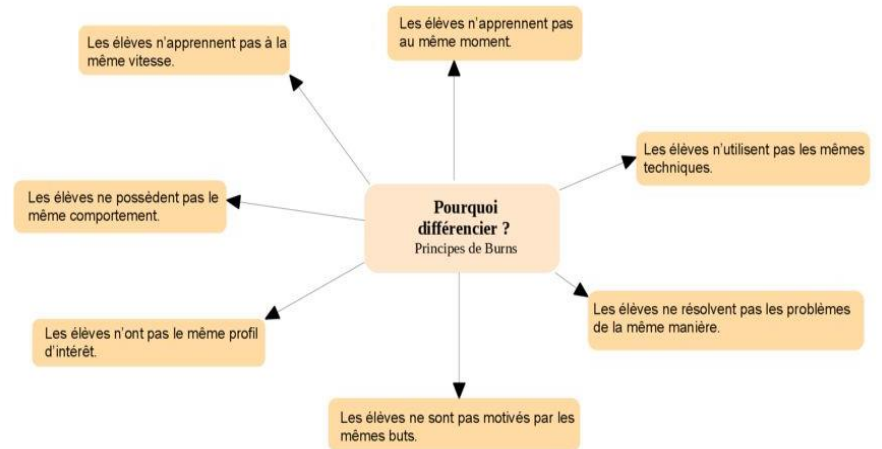 Les élèves n’apprennent pas à la
même vitesse.
Les élèves n’apprennent pas
au même moment.
Les élèves n’utilisent pas les mêmes
techniques.
Les élèves ne possèdent pas le
même comportement.
Pourquoi
différencier ?
Principes de Burns
Les élèves ne résolvent pas les problèmes
de la même manière.
Les élèves n’ont pas le même profil
d’intérêt.
Les élèves ne sont pas motivés par les
mêmes buts.